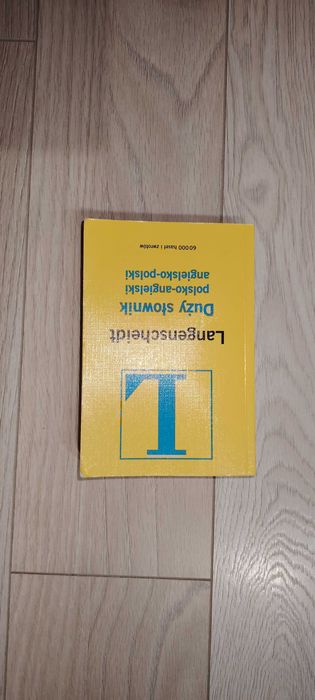 L
Langenscheidt
Duży słownik
polsko-angielski
angielsko-polski
60 000 haseł i zwrotów